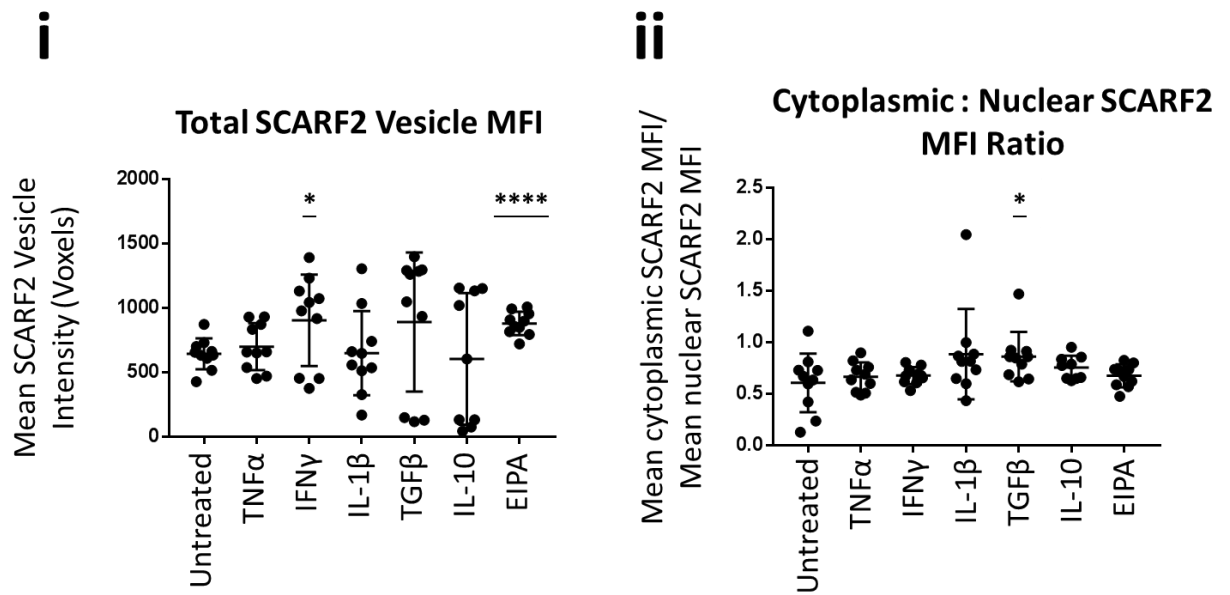 i
Total SCARF2 Vesicle MFI
Mean SCARF2 Vesicle
Intensity (Voxels)
2000
1500
1000
500
0
*
****
Untreated
TNFα
IFNγ
IL-1β
TGFβ
IL-10
EIPA
ii
Cytoplasmic : Nuclear SCARF2
MFI Ratio
Mean cytoplasmic SCARF2 MFI/
Mean nuclear SCARF2 MFI
2.5
2.0
1.5
1.0
0.5
0.0
*
Untreated
TNFα
IFNγ
IL-1β
TGFβ
IL-10
EIPA